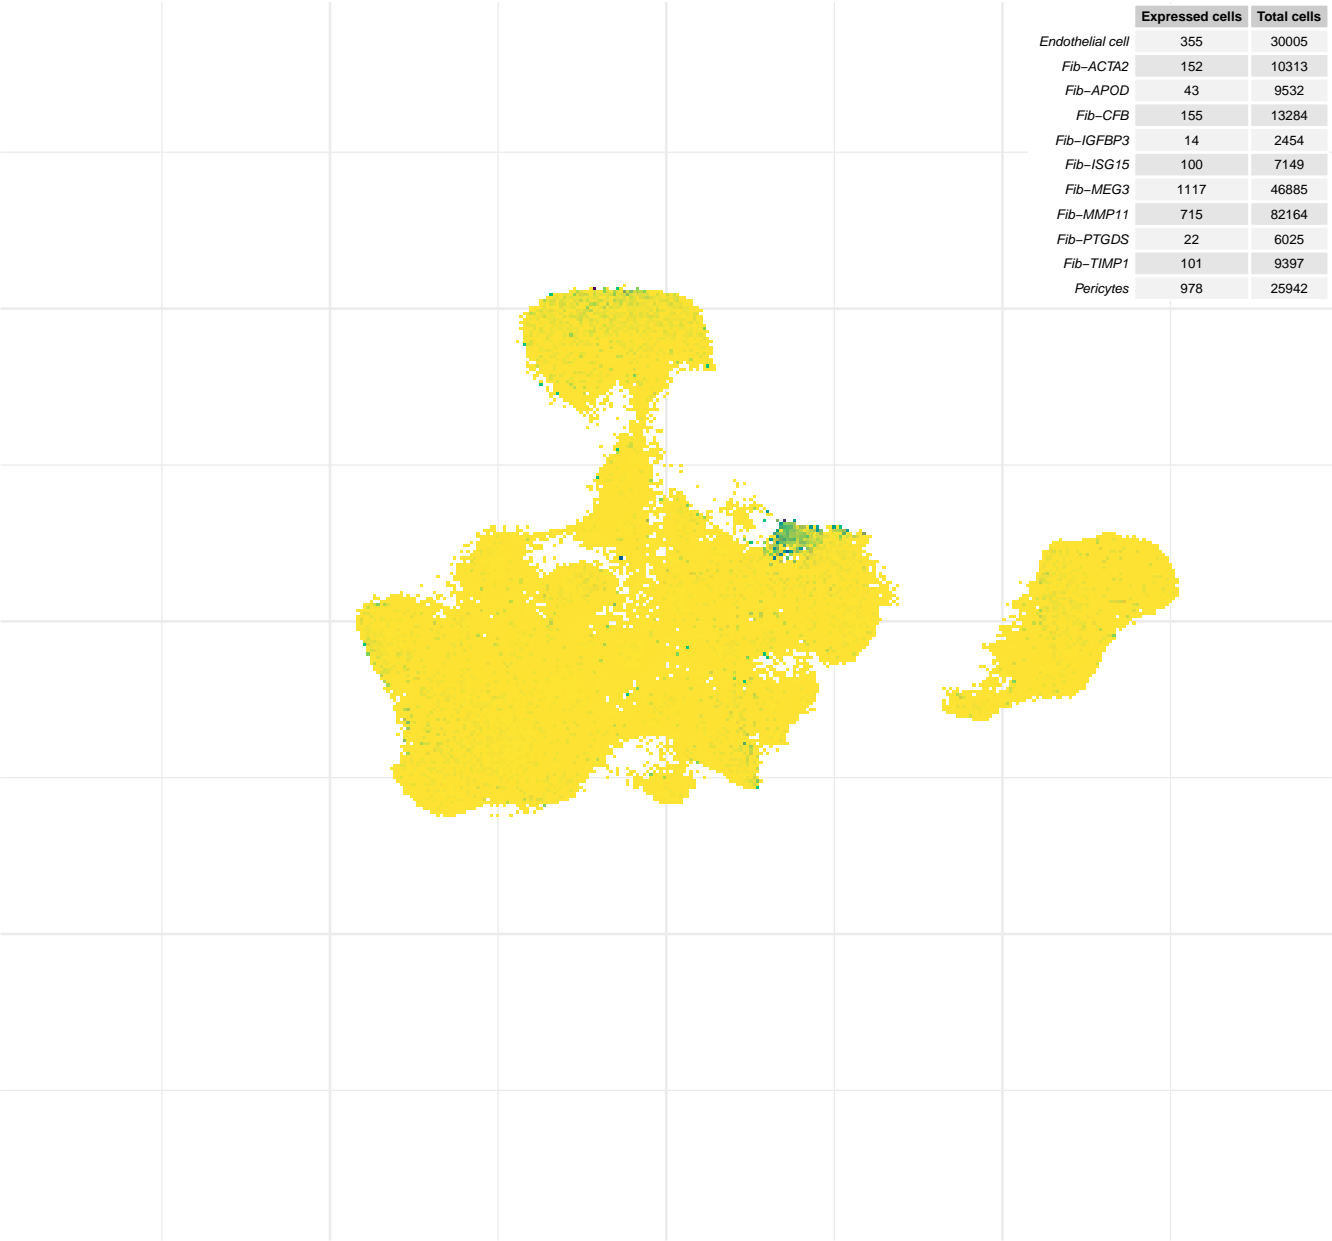 Expressed cells Total cells
Endothelial cell 355 30005
Fib−ACTA2 152 10313
Fib−APOD 43 9532
Fib−CFB 155 13284
Fib−IGFBP3 14 2454
Fib−ISG15 100 7149
Fib−MEG3 1117 46885
Fib−MMP11 715 82164
Fib−PTGDS 22 6025
Fib−TIMP1 101 9397
Pericytes 978 25942